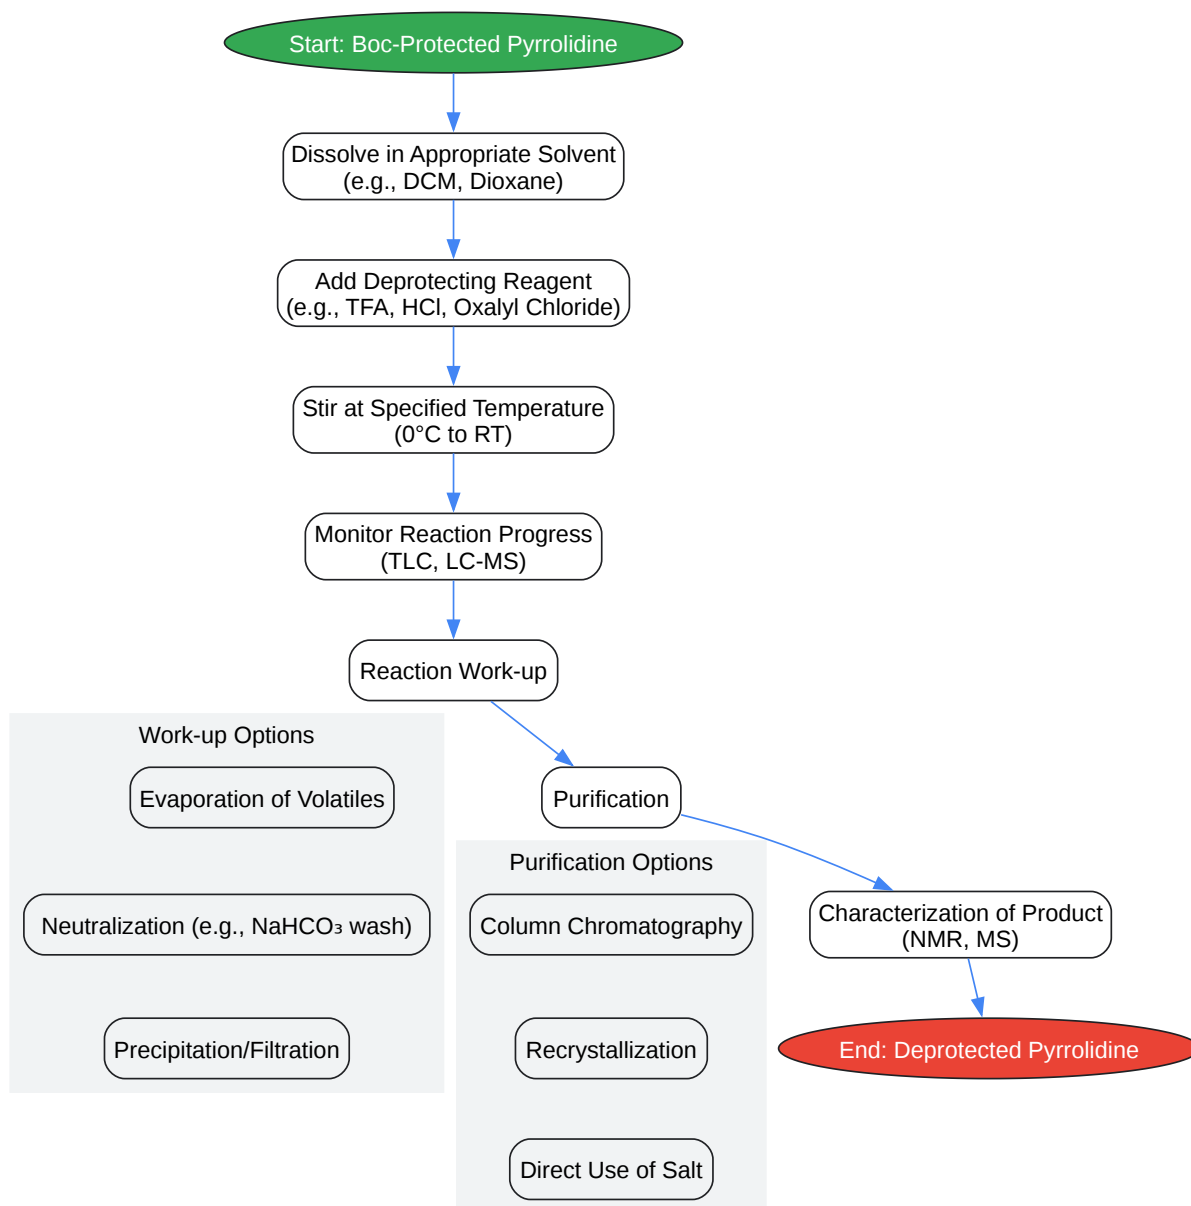 Start: Boc-Protected Pyrrolidine
Dissolve in Appropriate Solvent
(e.g., DCM, Dioxane)
Add Deprotecting Reagent
(e.g., TFA, HCl, Oxalyl Chloride)
Stir at Specified Temperature
(0°C to RT)
Monitor Reaction Progress
(TLC, LC-MS)
Reaction Work-up
Work-up Options
Evaporation of Volatiles
Neutralization (e.g., NaHCO₃ wash)
Precipitation/Filtration
Purification
Purification Options
Column Chromatography
Recrystallization
Direct Use of Salt
Characterization of Product
(NMR, MS)
End: Deprotected Pyrrolidine